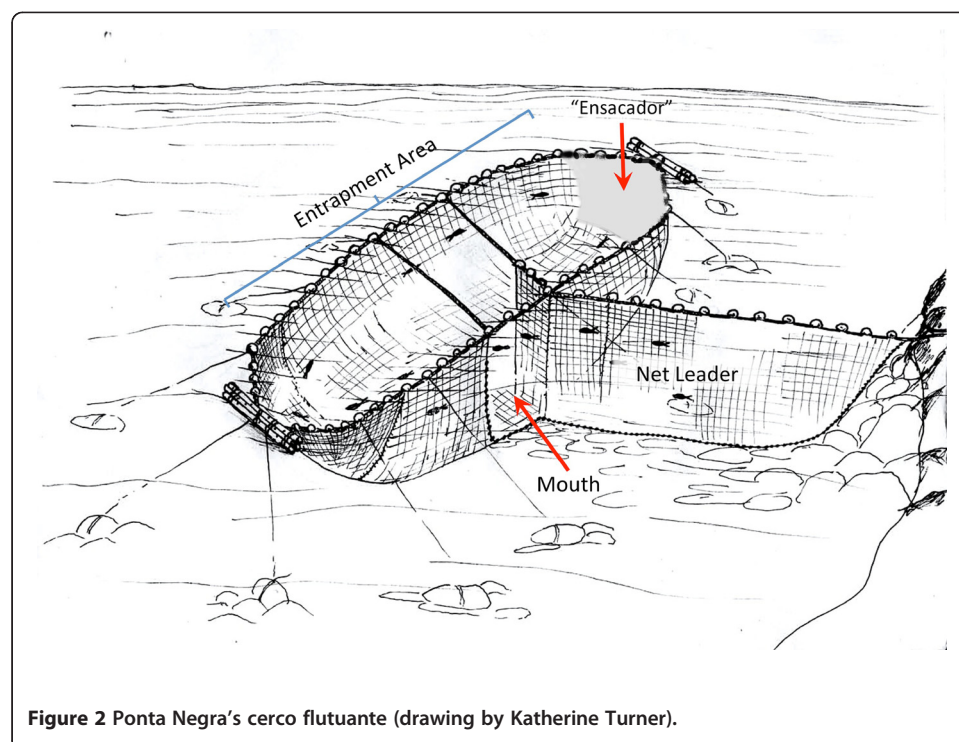 "Ensacador"
Entrapment Area
Net Leader
Mouth
Figure 2 Ponta Negra's cerco flutuante (drawing by Katherine Turner).